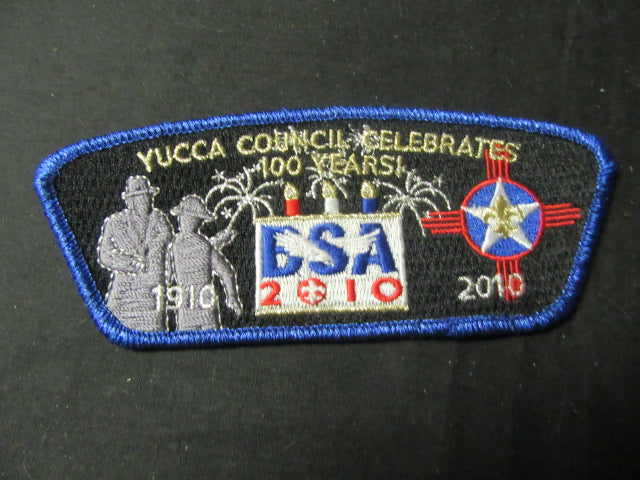 YUCCA COUNCIL CELEBRATES
100 YEARS!
BSA
2010
1910
2010